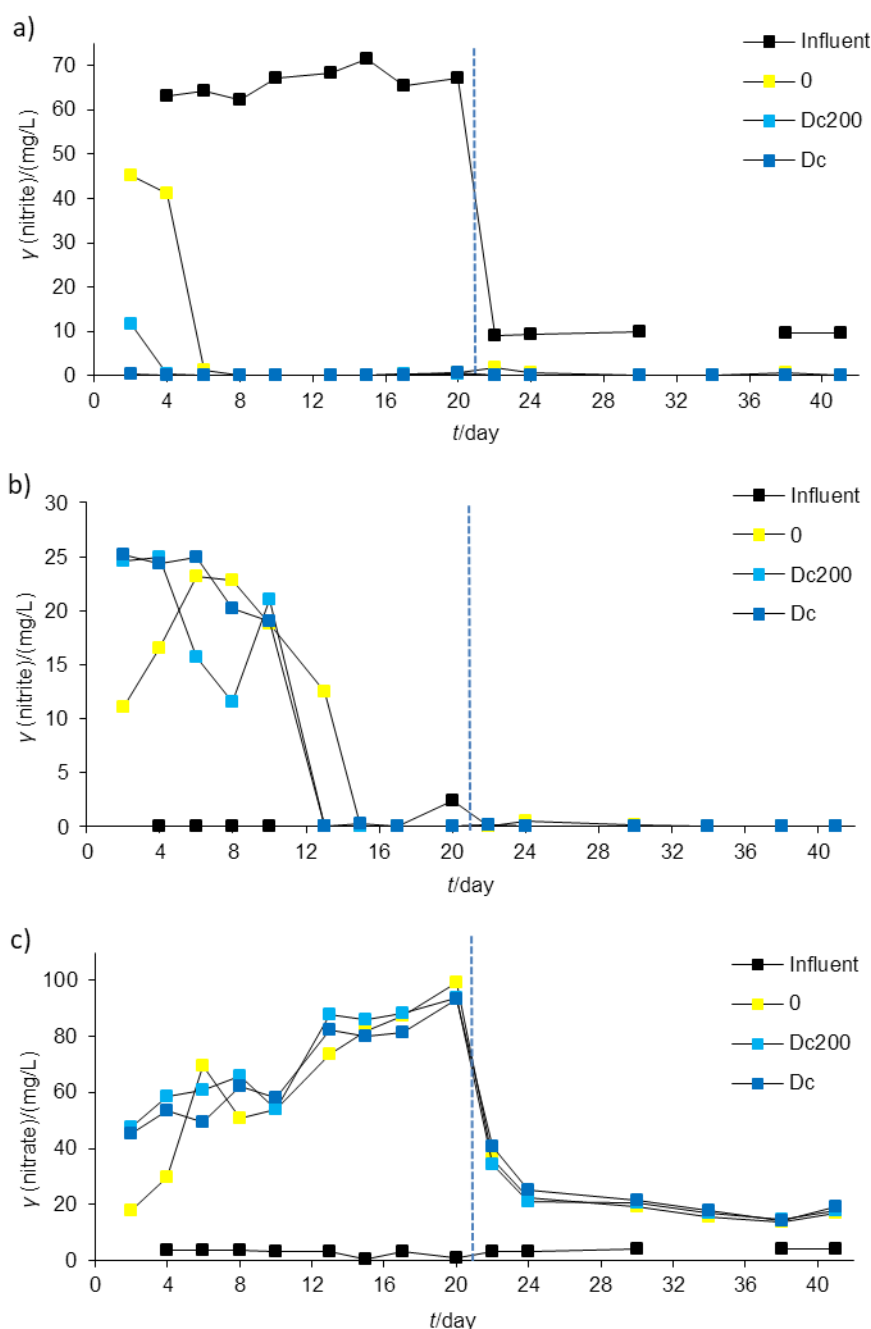 a)
70
60
50
40
30
20
10
0
γ (nitrite)/(mg/L)
0 4 8 12 16 20 24 28 32 36 40
t/day
Influent
0
Dc200
Dc
b)
30
25
20
15
10
5
0
γ (nitrite)/(mg/L)
0 4 8 12 16 20 24 28 32 36 40
t/day
Influent
0
Dc200
Dc
c)
100
80
60
40
20
0
γ (nitrate)/(mg/L)
0 4 8 12 16 20 24 28 32 36 40
t/day
Influent
0
Dc200
Dc